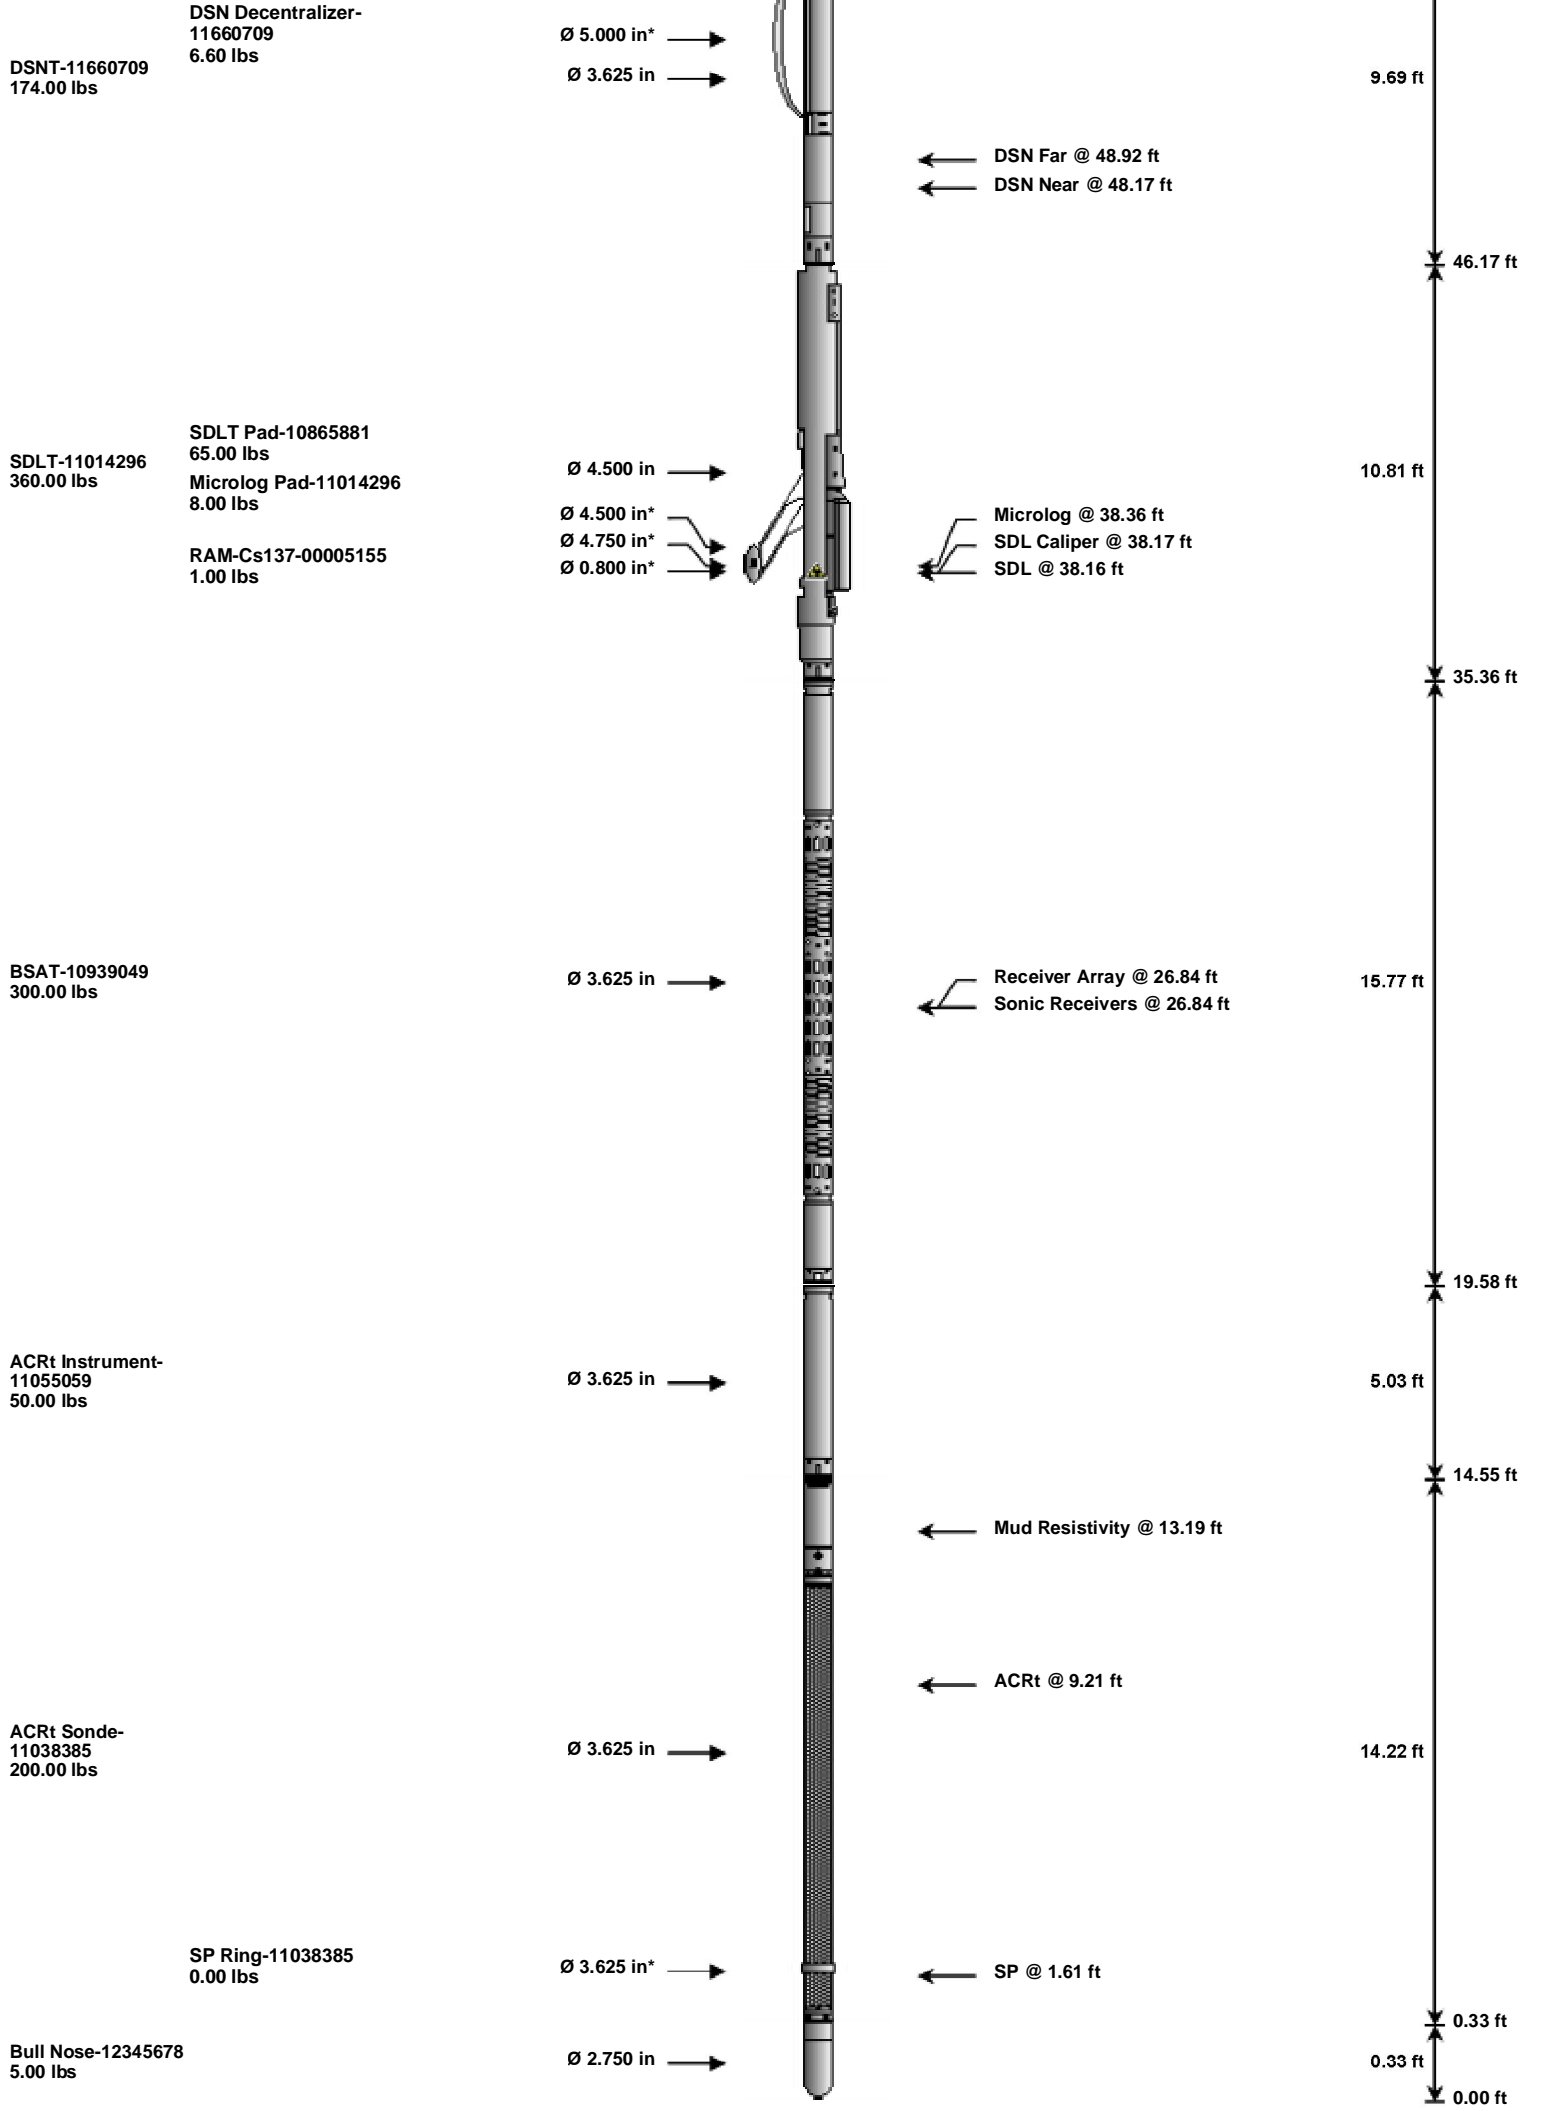 DSN Decentralizer-
11660709
6.60 lbs
DSNT-11660709
174.00 lbs
Ø 5.000 in*
Ø 3.625 in
9.69 ft
DSN Far @ 48.92 ft
DSN Near @ 48.17 ft
46.17 ft
SDLT-11014296
360.00 lbs
SDLT Pad-10865881
65.00 lbs
Microlog Pad-11014296
8.00 lbs
RAM-Cs137-00005155
1.00 lbs
Ø 4.500 in
Ø 4.500 in*
Ø 4.750 in*
Ø 0.800 in*
Microlog @ 38.36 ft
SDL Caliper @ 38.17 ft
SDL @ 38.16 ft
10.81 ft
35.36 ft
BSAT-10939049
300.00 lbs
Ø 3.625 in
Receiver Array @ 26.84 ft
Sonic Receivers @ 26.84 ft
15.77 ft
19.58 ft
ACRt Instrument-
11055059
50.00 lbs
Ø 3.625 in
5.03 ft
14.55 ft
Mud Resistivity @ 13.19 ft
ACRt @ 9.21 ft
ACRt Sonde-
11038385
200.00 lbs
Ø 3.625 in
14.22 ft
SP Ring-11038385
0.00 lbs
Ø 3.625 in*
SP @ 1.61 ft
0.33 ft
Bull Nose-12345678
5.00 lbs
Ø 2.750 in
0.33 ft
0.00 ft